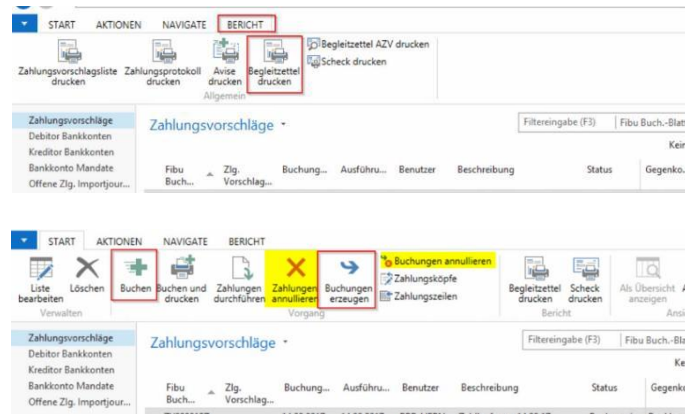 START AKTIONEN NAVIGATE BERICHT
Zahlungsvorschlagsliste drucken
Zahlungsprotokoll drucken
Avise drucken
Begleitzettel drucken
Begleitzettel AZV drucken
Scheck drucken
Allgemein
Zahlungsvorschläge
Debitor Bankkonten
Kreditor Bankkonten
Bankkonto Mandate
Offene Zlg. Importjour...
Zahlungsvorschläge
Filtereingabe (F3) Fibu Buch.-Blatt
Fibu Buch... Zlg. Vorschlag... Buchung... Ausführu... Benutzer Beschreibung Status Gegenko...
START AKTIONEN NAVIGATE BERICHT
Liste bearbeiten
Löschen
Buchen
Buchen und drucken
Zahlungen durchführen
Zahlungen annullieren
Buchungen erzeugen
Buchungen annullieren
Zahlungsköpfe
Zahlungszeilen
Begleitzettel drucken
Scheck drucken
Als Übersicht anzeigen
Verwalten Vorgang Bericht
Zahlungsvorschläge
Debitor Bankkonten
Kreditor Bankkonten
Bankkonto Mandate
Offene Zlg. Importjour...
Zahlungsvorschläge
Filtereingabe (F3) Fibu Buch.-Bla
Fibu Buch... Zlg. Vorschlag... Buchung... Ausführu... Benutzer Beschreibung Status Gegenko